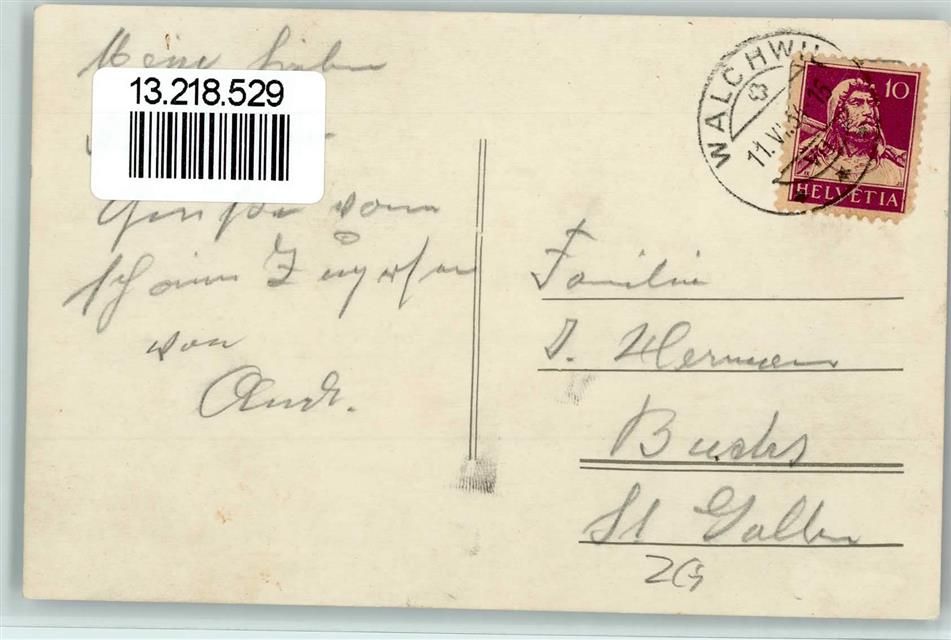 Meine Lieben
13.218.529
Grüsse vom
schönen Zugersee
von
WALCHWIL
11.VI.
10
HELVETIA
Familie
J. Hermann
Buchs
St Gallen
ZG